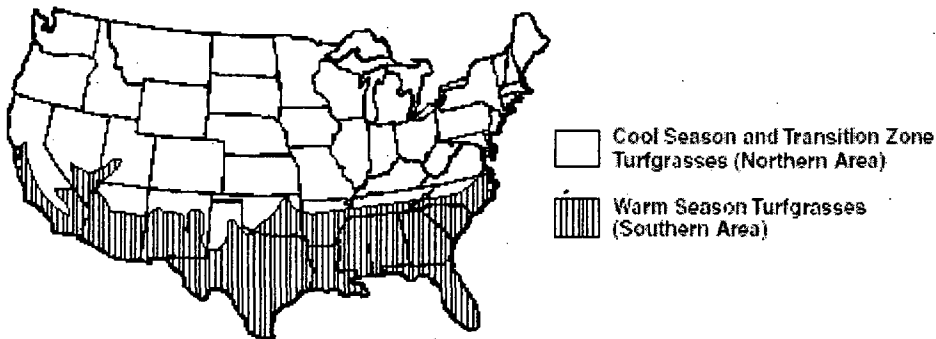 Cool Season and Transition Zone
Turfgrasses (Northern Area)
Warm Season Turfgrasses
(Southern Area)